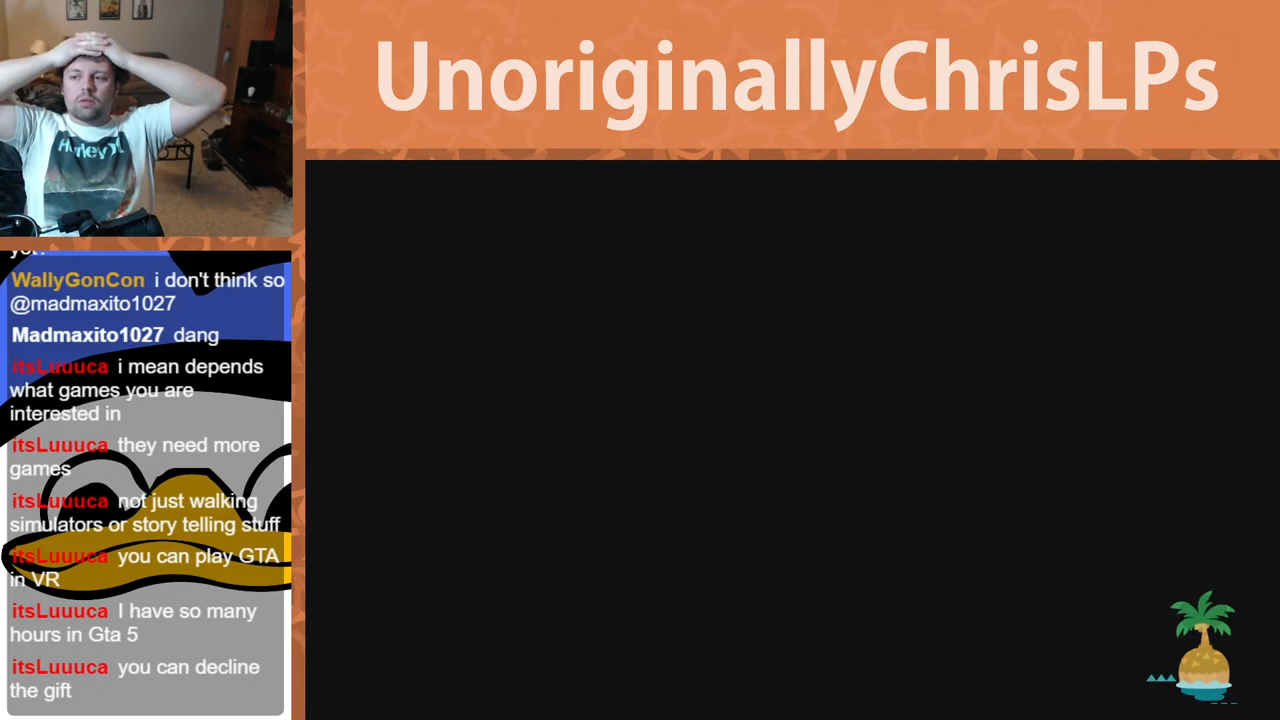 UnoriginallyChrisLPs
Hurley
WallyGonCon i don't think so
@madmaxito1027
Madmaxito1027 dang
itsLuuuca i mean depends
what games you are
interested in
itsLuuuca they need more
games
itsLuuuca not just walking
simulators or story telling stuff
itsLuuuca you can play GTA
in VR
itsLuuuca I have so many
hours in Gta 5
itsLuuuca you can decline
the gift